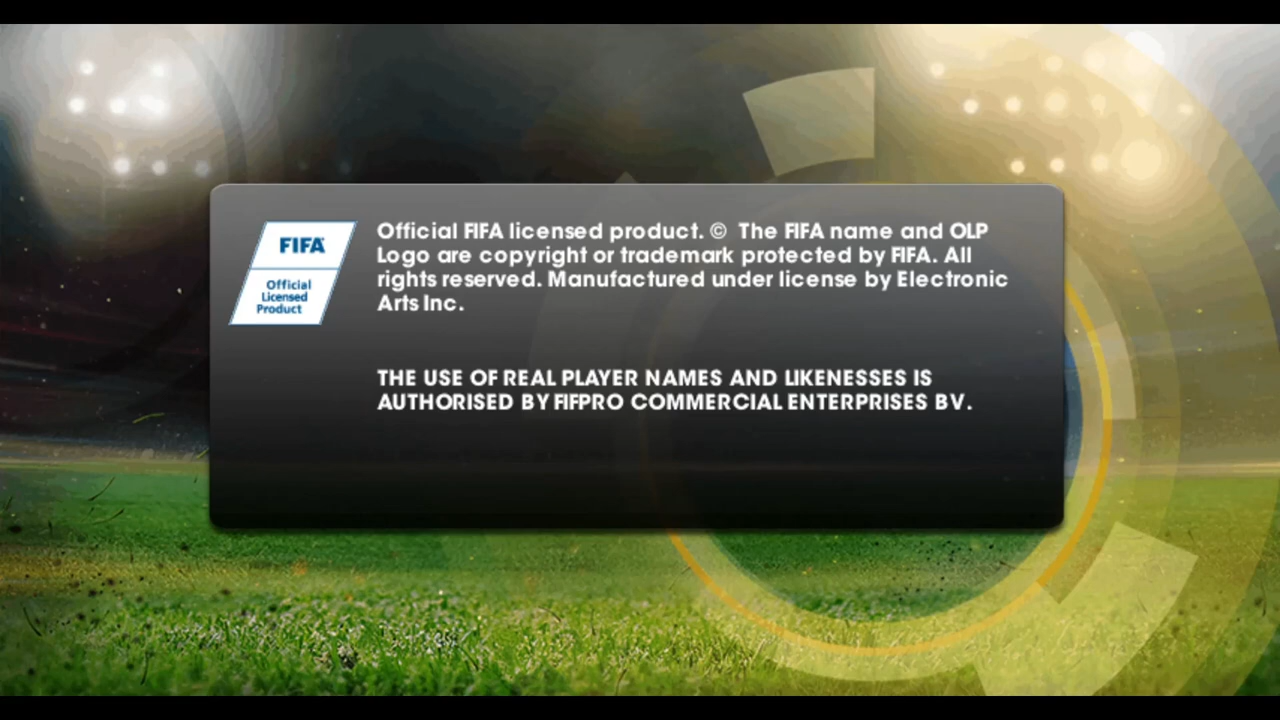 FIFA
Official
Licensed
Product
Official FIFA licensed product. © The FIFA name and OLP
Logo are copyright or trademark protected by FIFA. All
rights reserved. Manufactured under license by Electronic
Arts Inc.
THE USE OF REAL PLAYER NAMES AND LIKENESSES IS
AUTHORISED BY FIFPRO COMMERCIAL ENTERPRISES BV.